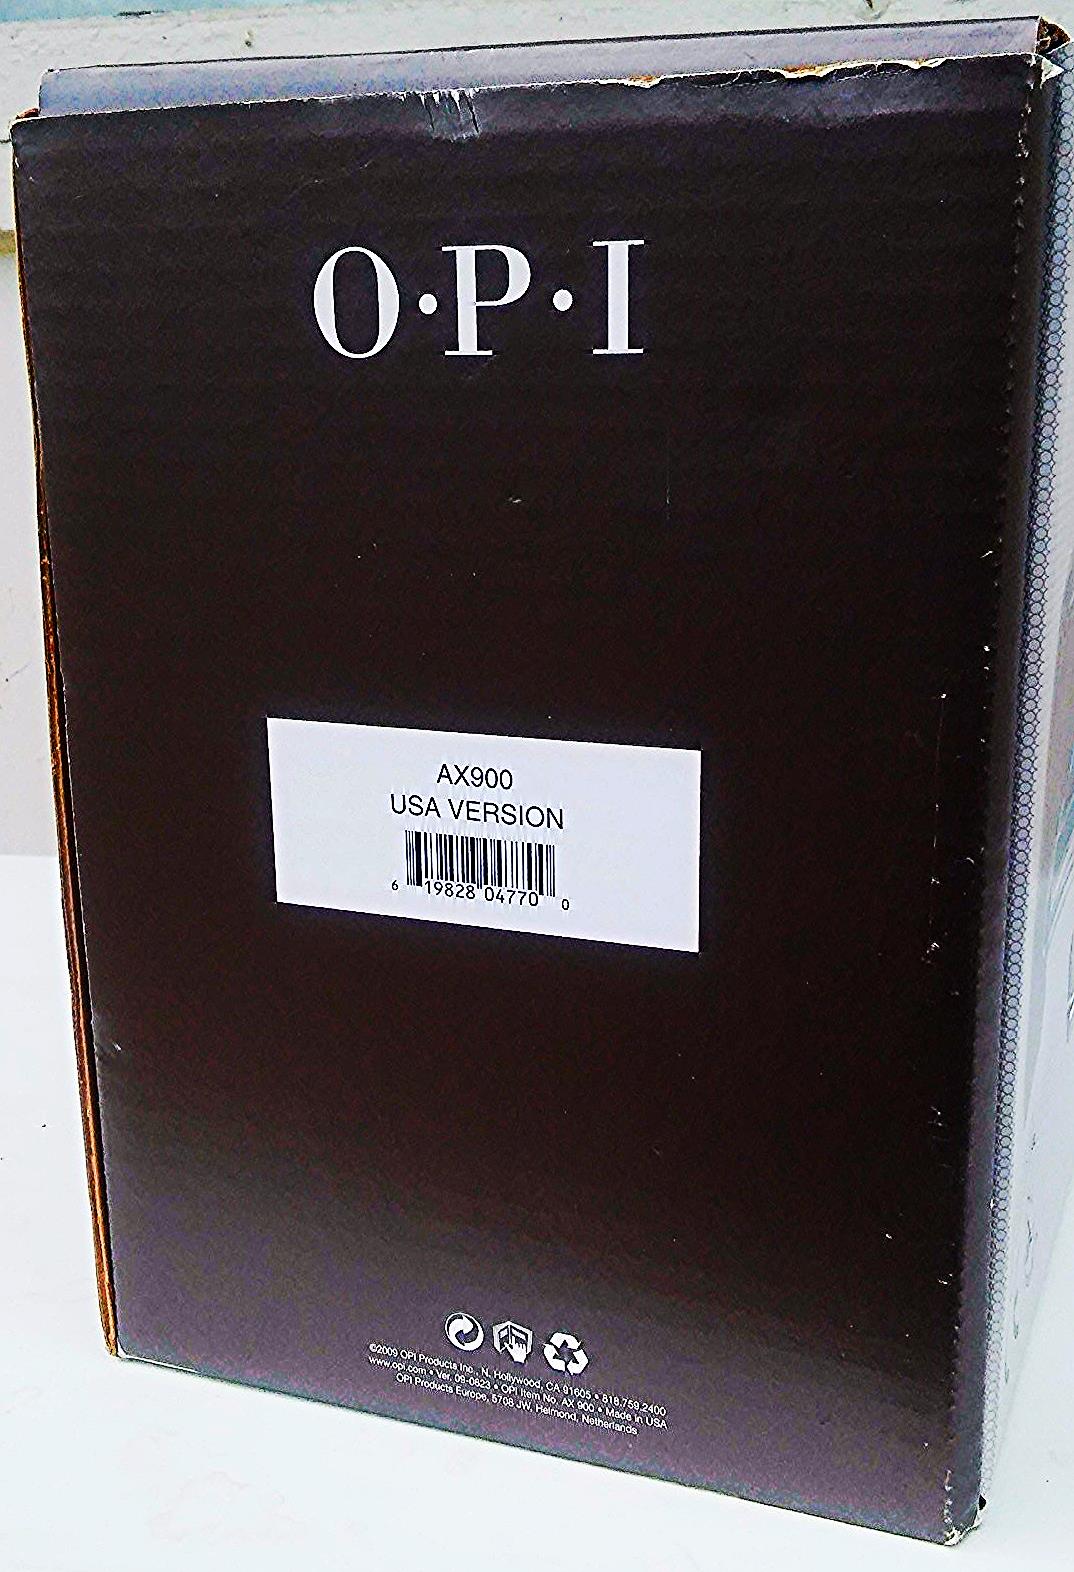 O·P·I
AX900
USA VERSION
6 19828 04770 0
©2009 OPI Products Inc., N. Hollywood, CA 91605 • 818.759.2400
www.opi.com • Ver. 09-0623 • OPI Item No. AX 900 • Made in USA
OPI Products Europe, 5708 JW, Helmond, Netherlands